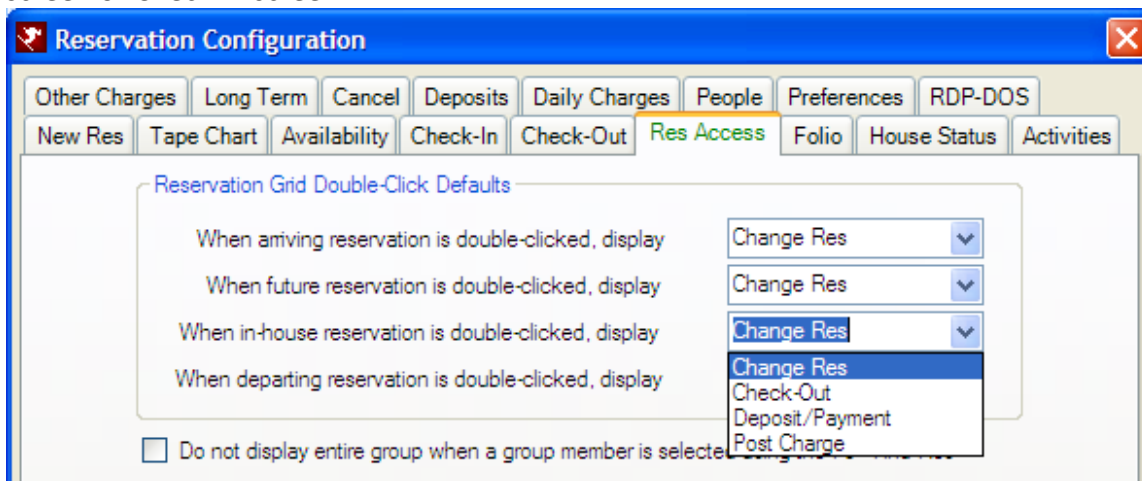 Reservation Configuration
Other Charges Long Term Cancel Deposits Daily Charges People Preferences RDP-DOS
New Res Tape Chart Availability Check-In Check-Out Res Access Folio House Status Activities
Reservation Grid Double-Click Defaults
When arriving reservation is double-clicked, display Change Res
When future reservation is double-clicked, display Change Res
When in-house reservation is double-clicked, display Change Res
When departing reservation is double-clicked, display
Change Res
Check-Out
Deposit/Payment
Post Charge
Do not display entire group when a group member is selected